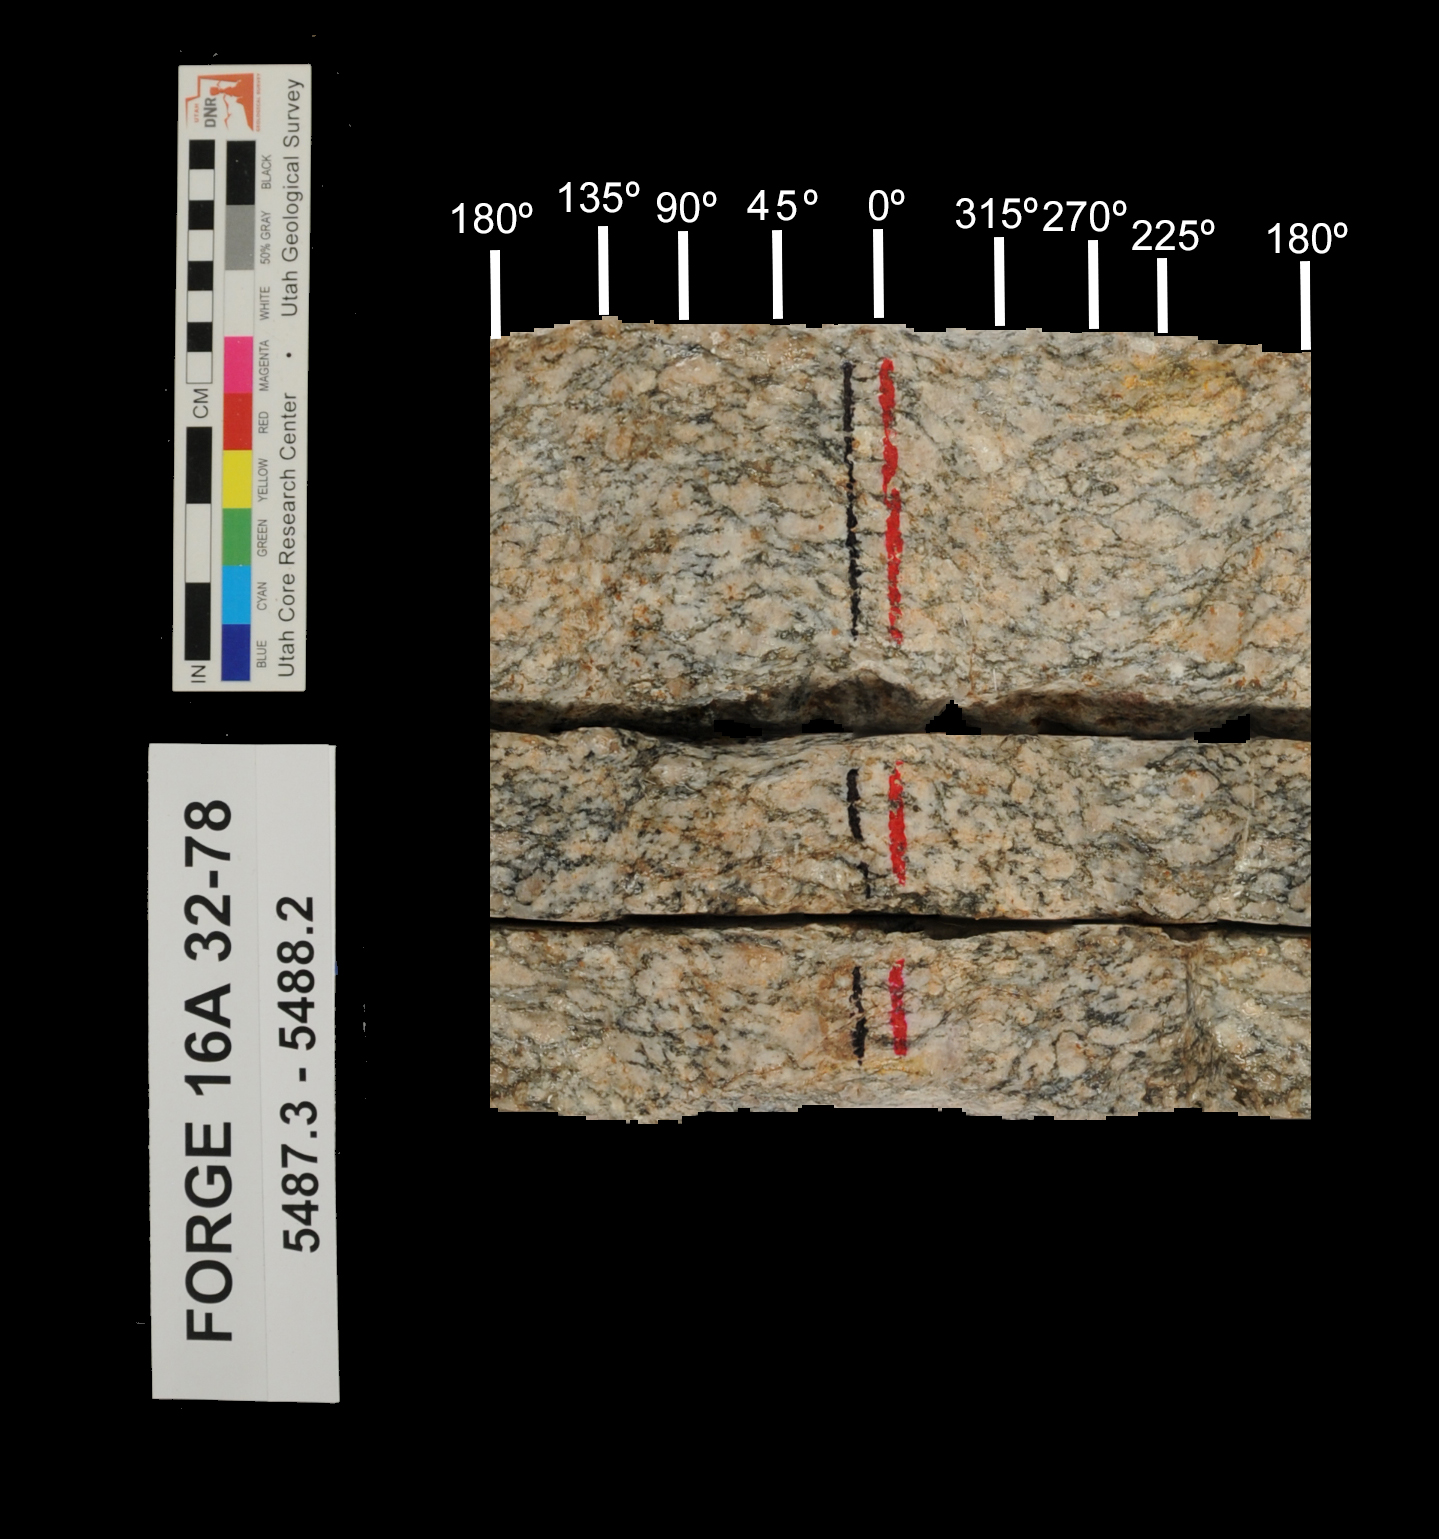 180º 135º 90º 45º 0º 315º 270º 225º 180º
UTAH
DNR
Utah Core Research Center • Utah Geological Survey
BLUE CYAN GREEN YELLOW RED MAGENTA WHITE 50% GRAY BLACK
IN CM
FORGE 16A 32-78
5487.3 - 5488.2